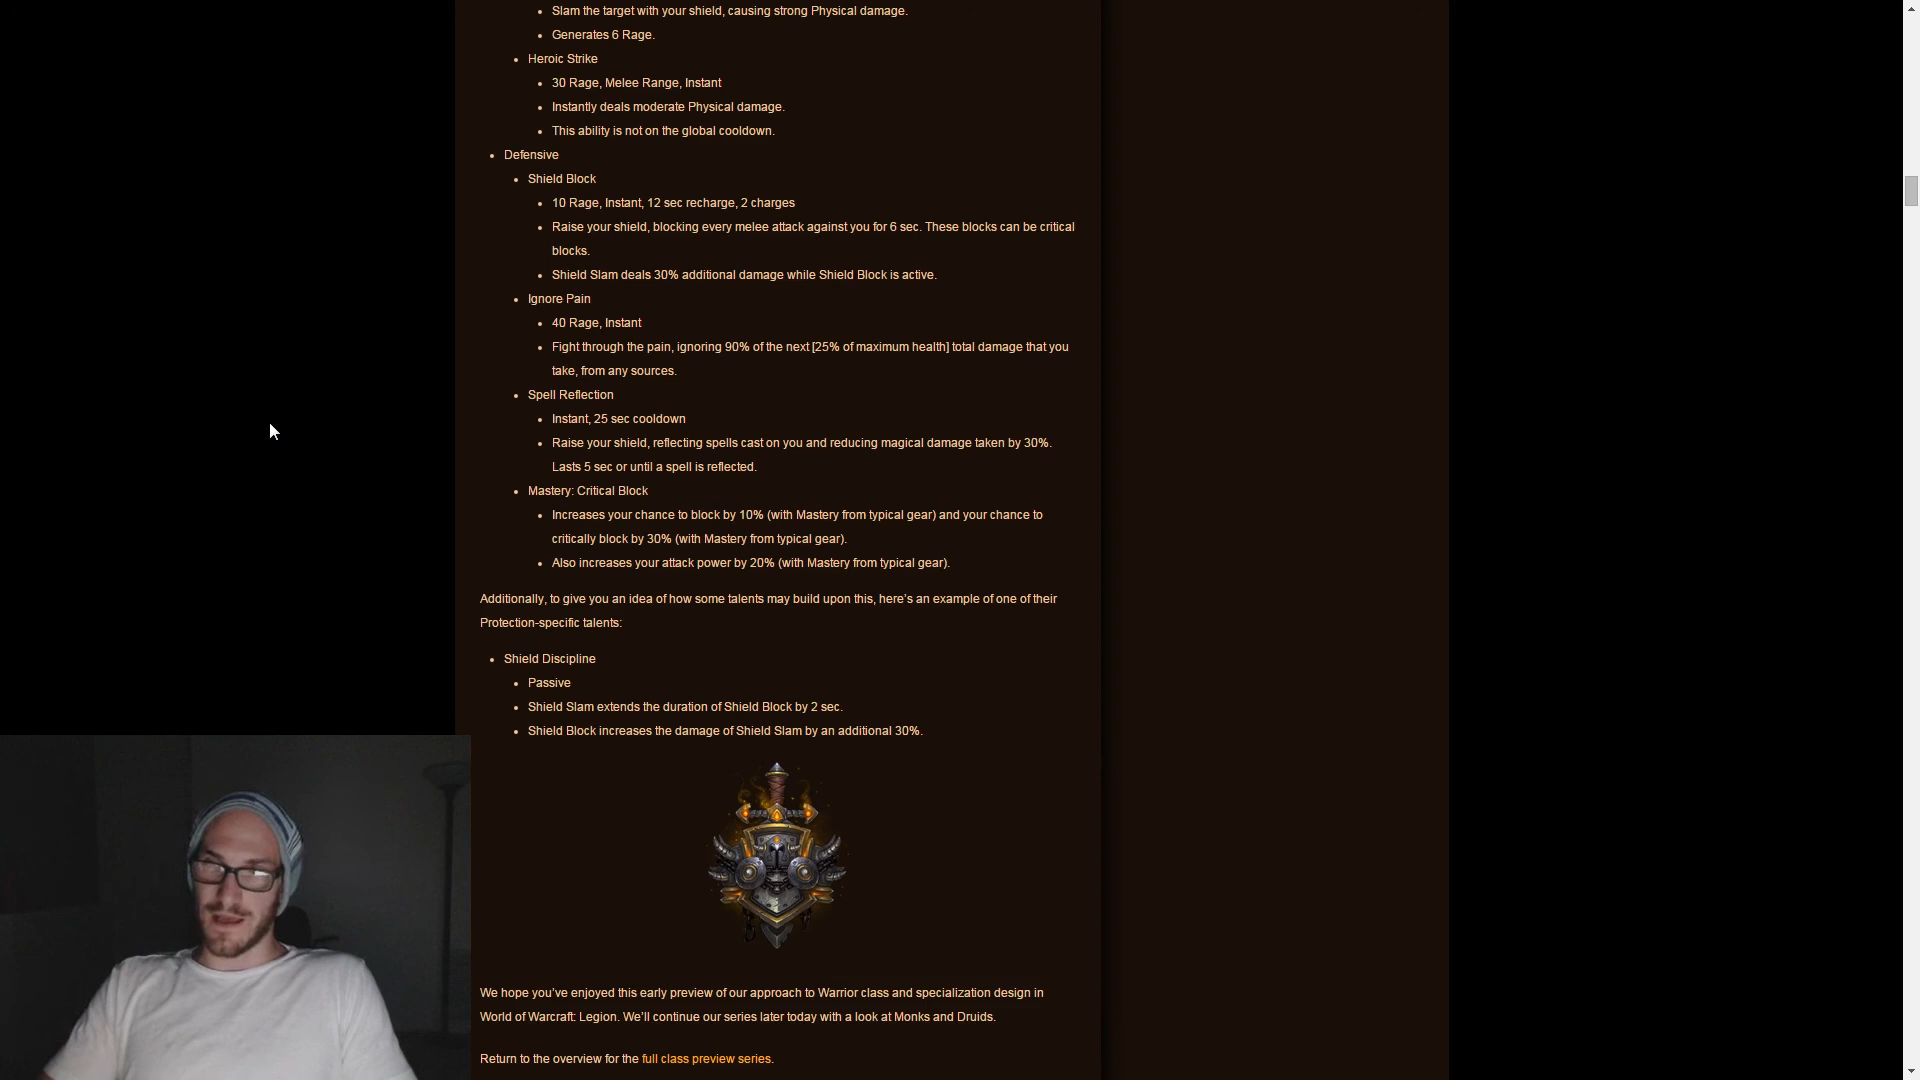 Slam the target with your shield, causing strong Physical damage.
Generates 6 Rage.
Heroic Strike
30 Rage, Melee Range, Instant
Instantly deals moderate Physical damage.
This ability is not on the global cooldown.
Defensive
Shield Block
10 Rage, Instant, 12 sec recharge, 2 charges
Raise your shield, blocking every melee attack against you for 6 sec. These blocks can be critical
blocks.
Shield Slam deals 30% additional damage while Shield Block is active.
Ignore Pain
40 Rage, Instant
Fight through the pain, ignoring 90% of the next [25% of maximum health] total damage that you
take, from any sources.
Spell Reflection
Instant, 25 sec cooldown
Raise your shield, reflecting spells cast on you and reducing magical damage taken by 30%.
Lasts 5 sec or until a spell is reflected.
Mastery: Critical Block
Increases your chance to block by 10% (with Mastery from typical gear) and your chance to
critically block by 30% (with Mastery from typical gear).
Also increases your attack power by 20% (with Mastery from typical gear).
Additionally, to give you an idea of how some talents may build upon this, here's an example of one of their
Protection-specific talents:
Shield Discipline
Passive
Shield Slam extends the duration of Shield Block by 2 sec.
Shield Block increases the damage of Shield Slam by an additional 30%.
We hope you've enjoyed this early preview of our approach to Warrior class and specialization design in
World of Warcraft: Legion. We'll continue our series later today with a look at Monks and Druids.
Return to the overview for the full class preview series.